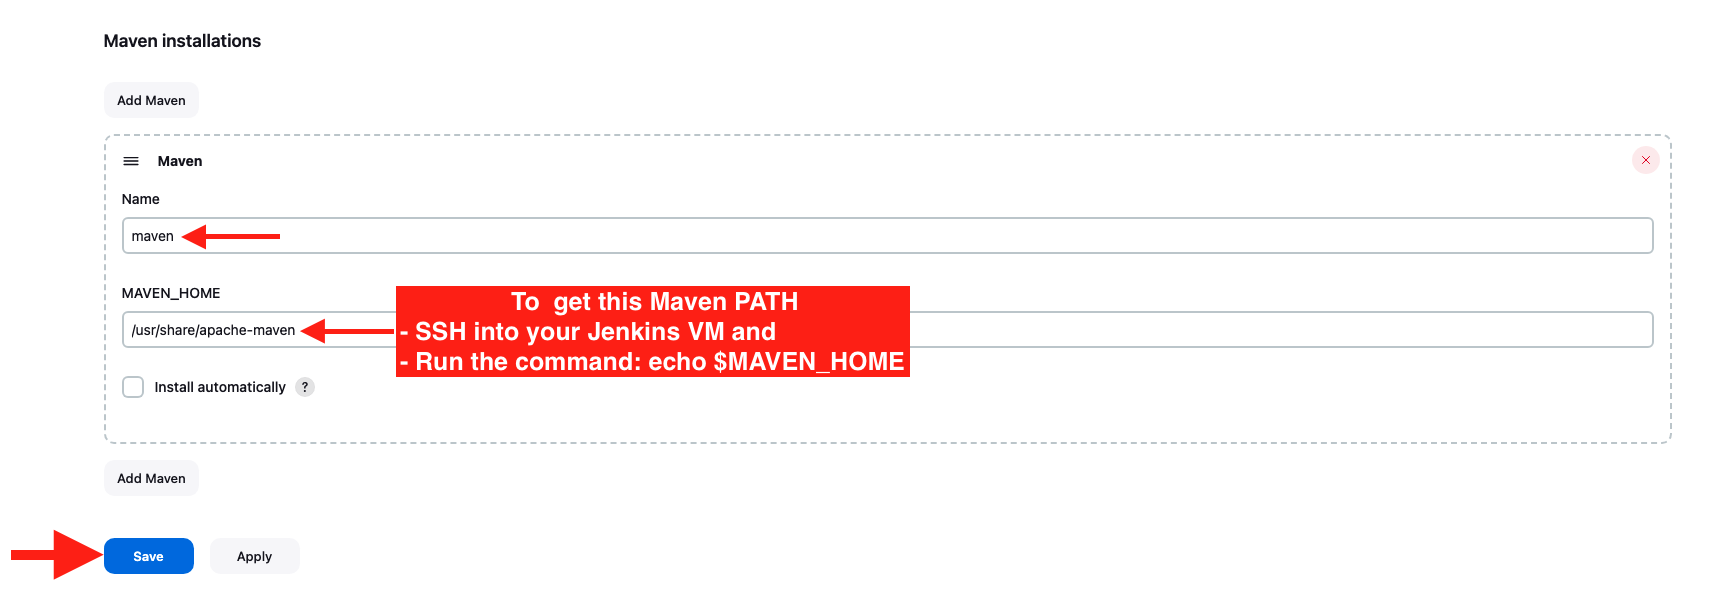 Maven installations
Add Maven
Maven
Name
maven
MAVEN_HOME
To  get this Maven PATH
/usr/share/apache-maven
- SSH into your Jenkins VM and
- Run the command: echo $MAVEN_HOME
Install automatically ?
Add Maven
Save Apply